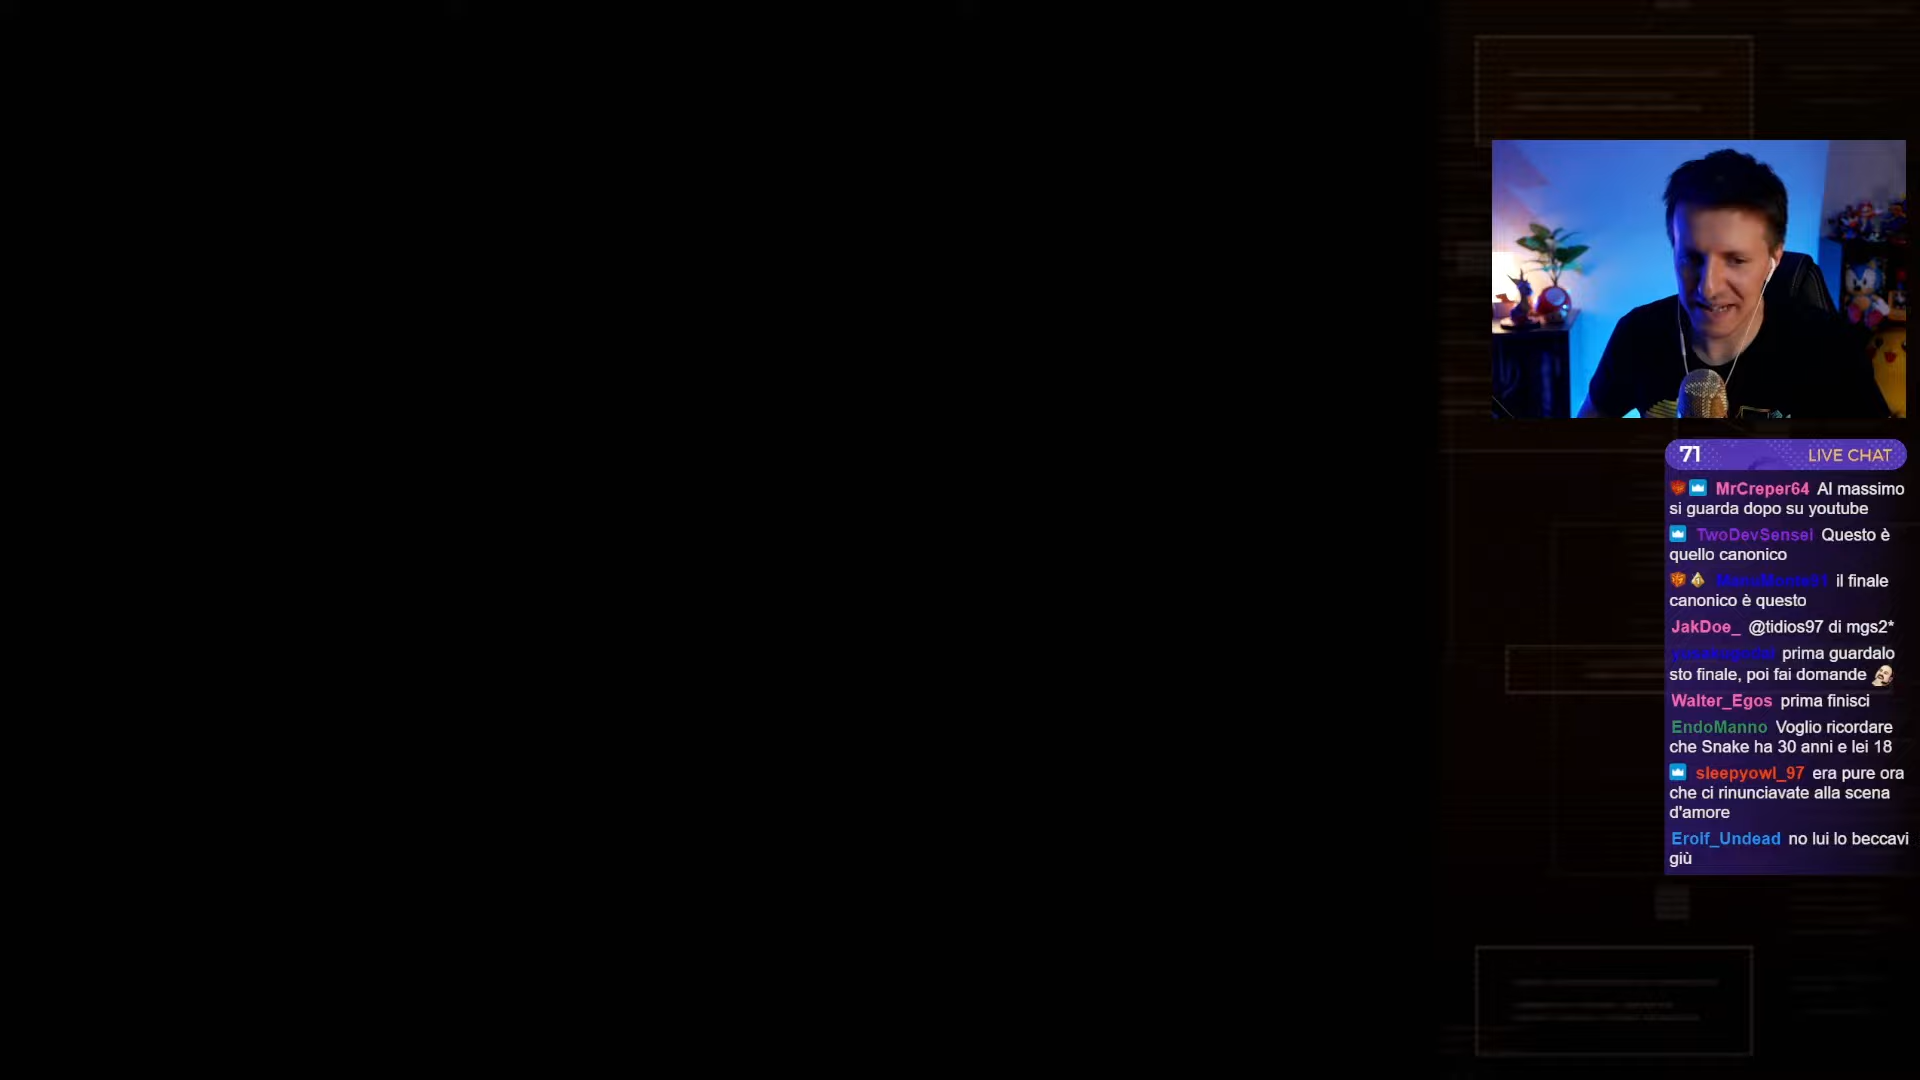 71 LIVE CHAT
MrCreper64 Al massimo
si guarda dopo su youtube
TwoDevSensei Questo è
quello canonico
il finale
canonico è questo
JakDoe_ @tidios97 di mgs2*
prima guardalo
sto finale, poi fai domande
Walter_Egos prima finisci
EndoManno Voglio ricordare
che Snake ha 30 anni e lei 18
sleepyowl_97 era pure ora
che ci rinunciavate alla scena
d'amore
Erolf_Undead no lui lo beccavi
giù